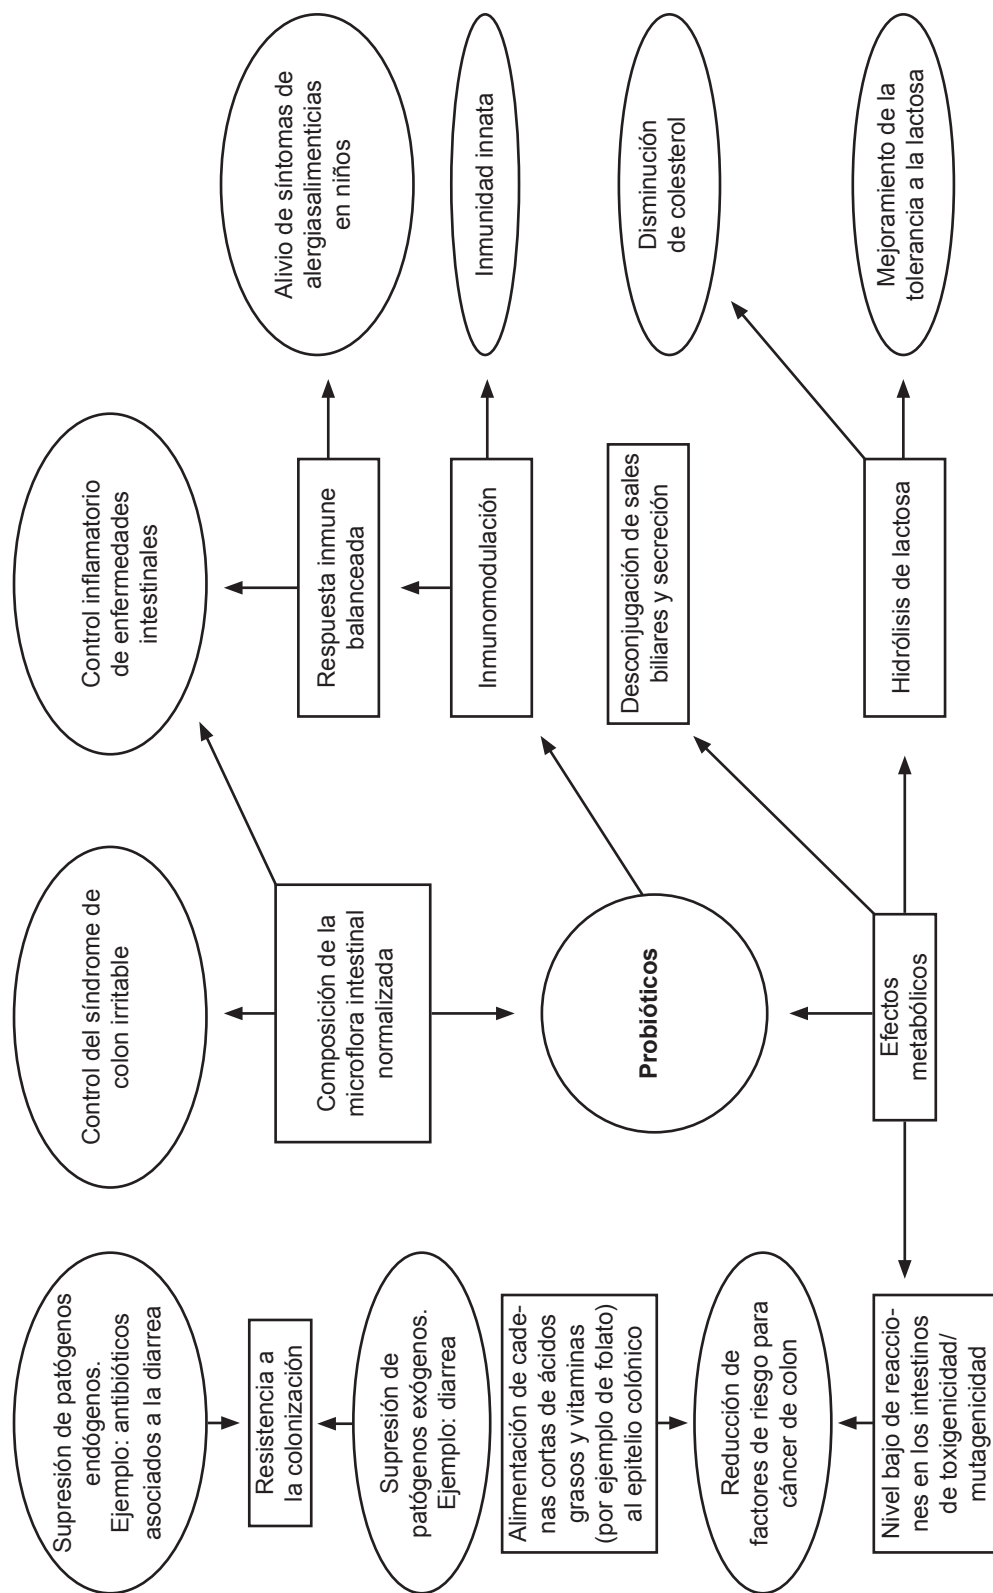 Supresión de patógenos
endógenos.
Ejemplo: antibióticos
asociados a la diarrea
Control del síndrome de
colon irritable
Control inflamatorio
de enfermedades
intestinales
Resistencia a
la colonización
Composición de la
microflora intestinal
normalizada
Respuesta inmune
balanceada
Alivio de síntomas de
alergiasalimenticias
en niños
Supresión de
patógenos exógenos.
Ejemplo: diarrea
Inmunomodulación
Inmunidad innata
Alimentación de cade-
nas cortas de ácidos
grasos y vitaminas
(por ejemplo de folato)
al epitelio colónico
Probióticos
Desconjugación de sales
biliares y secreción
Disminución
de colesterol
Reducción de
factores de riesgo para
cáncer de colon
Nivel bajo de reaccio-
nes en los intestinos
de toxigenicidad/
mutagenicidad
Efectos
metabólicos
Hidrólisis de lactosa
Mejoramiento de la
tolerancia a la lactosa